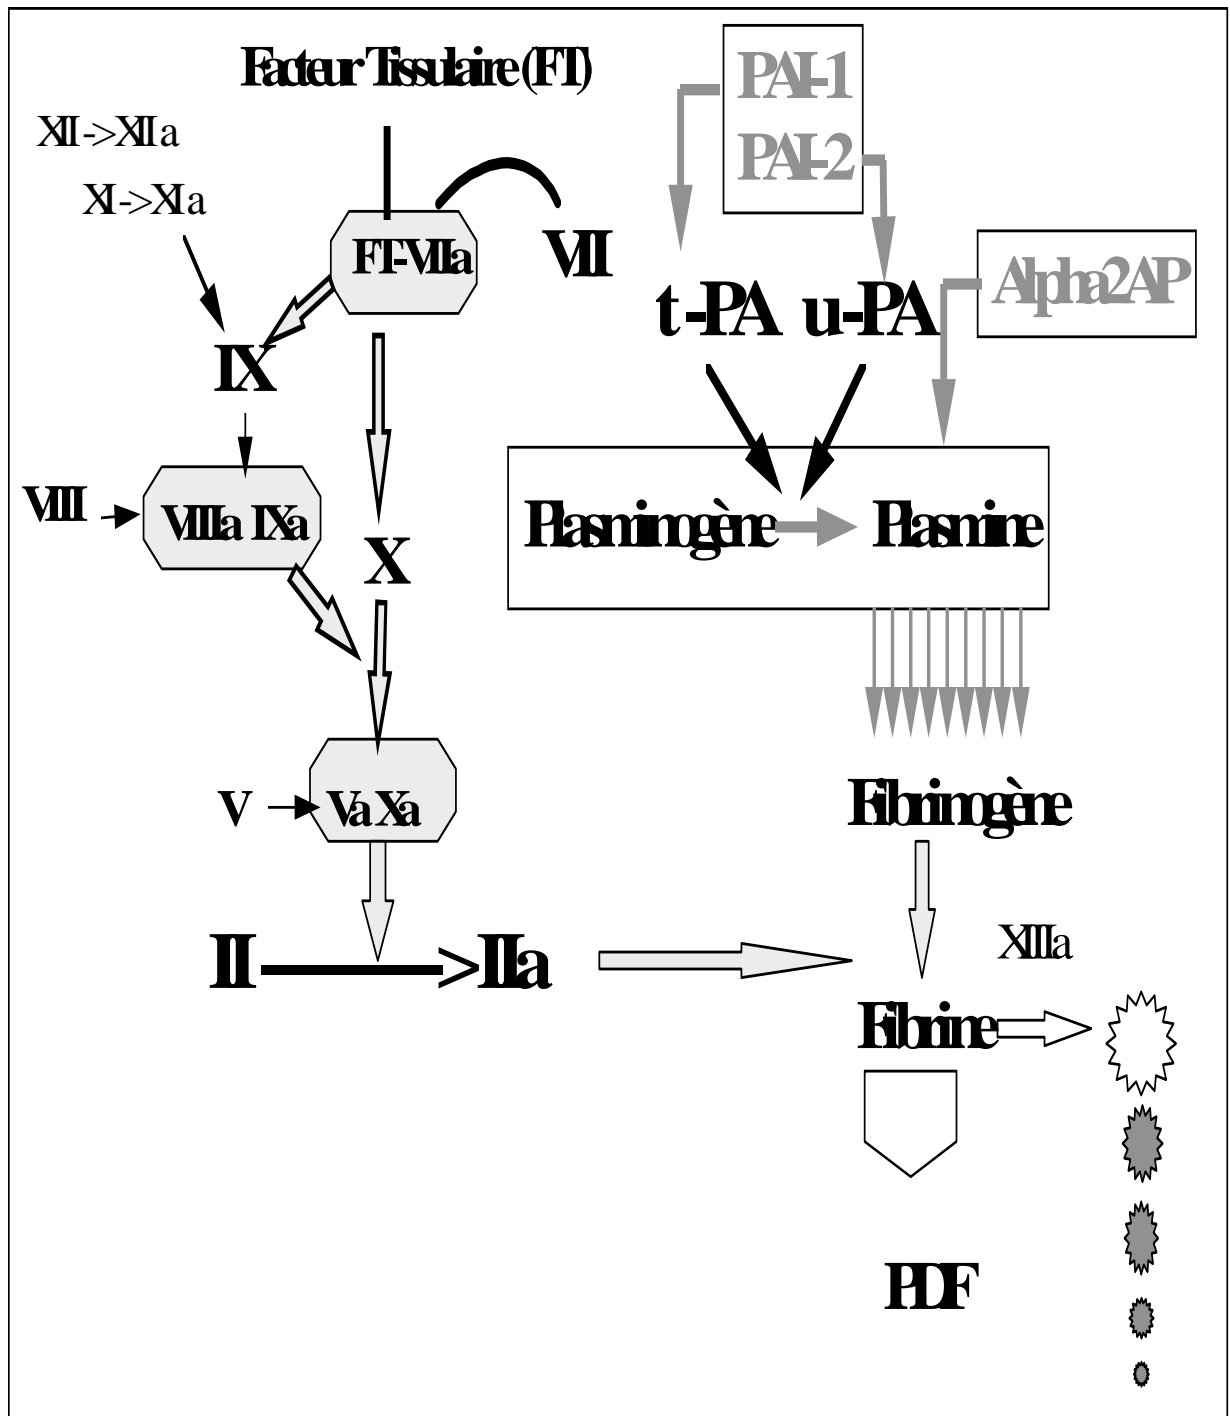 Facteur Tissulaire (FT)
PAI-1
PAI-2
XII->XIIa
XI->XIa
FT-VIIa
VII
Alpha2AP
t-PA
u-PA
IX
VIII
VIIIa IXa
Plasminogène
Plasmine
X
V
Va Xa
Fibrinogène
II
>IIa
XIIIa
Fibrine
PDF